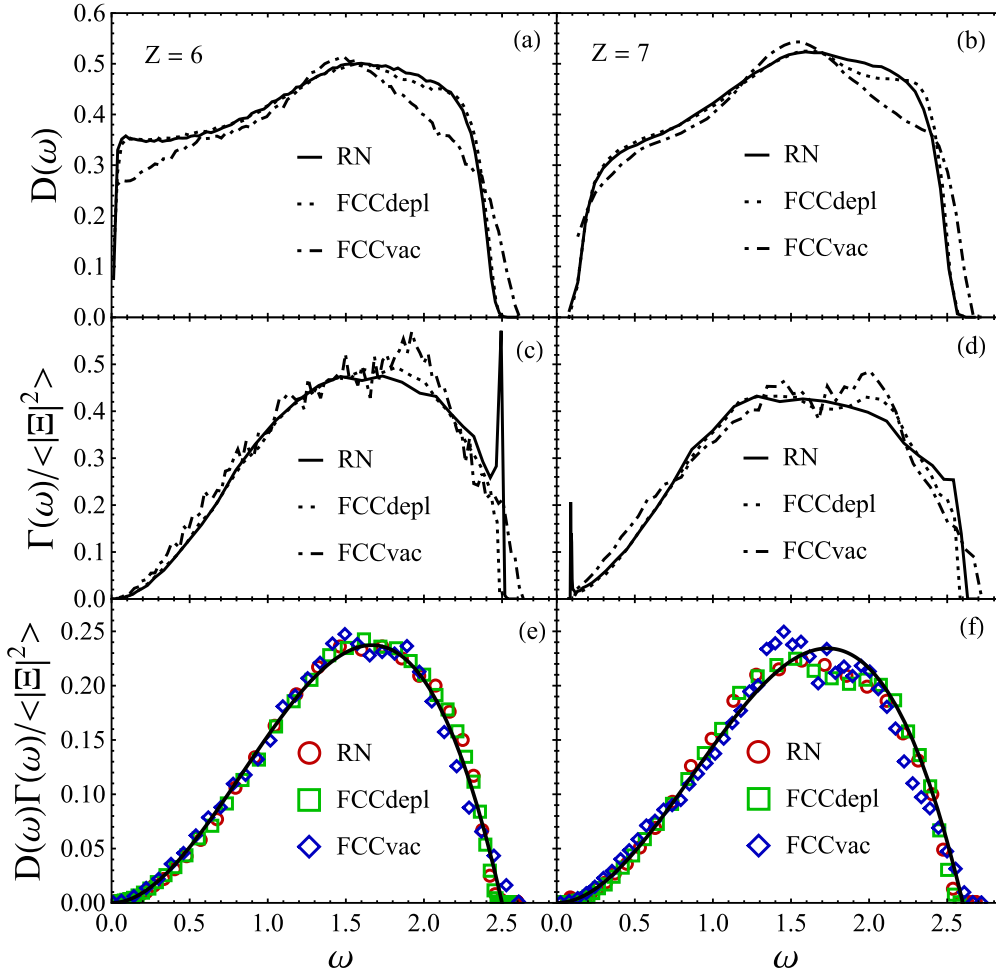 (a)
Z = 6
0.6
0.5
0.4
0.3
0.2
0.1
0.0
D(ω)
RN
FCCdepl
FCCvac
(b)
Z = 7
RN
FCCdepl
FCCvac
(c)
0.5
0.4
0.3
0.2
0.1
0.0
Γ(ω)/<|Ξ|²>
RN
FCCdepl
FCCvac
(d)
RN
FCCdepl
FCCvac
(e)
0.25
0.20
0.15
0.10
0.05
0.00
D(ω)Γ(ω)/<|Ξ|²>
RN
FCCdepl
FCCvac
0.0 0.5 1.0 1.5 2.0 2.5
ω
(f)
RN
FCCdepl
FCCvac
0.0 0.5 1.0 1.5 2.0 2.5
ω